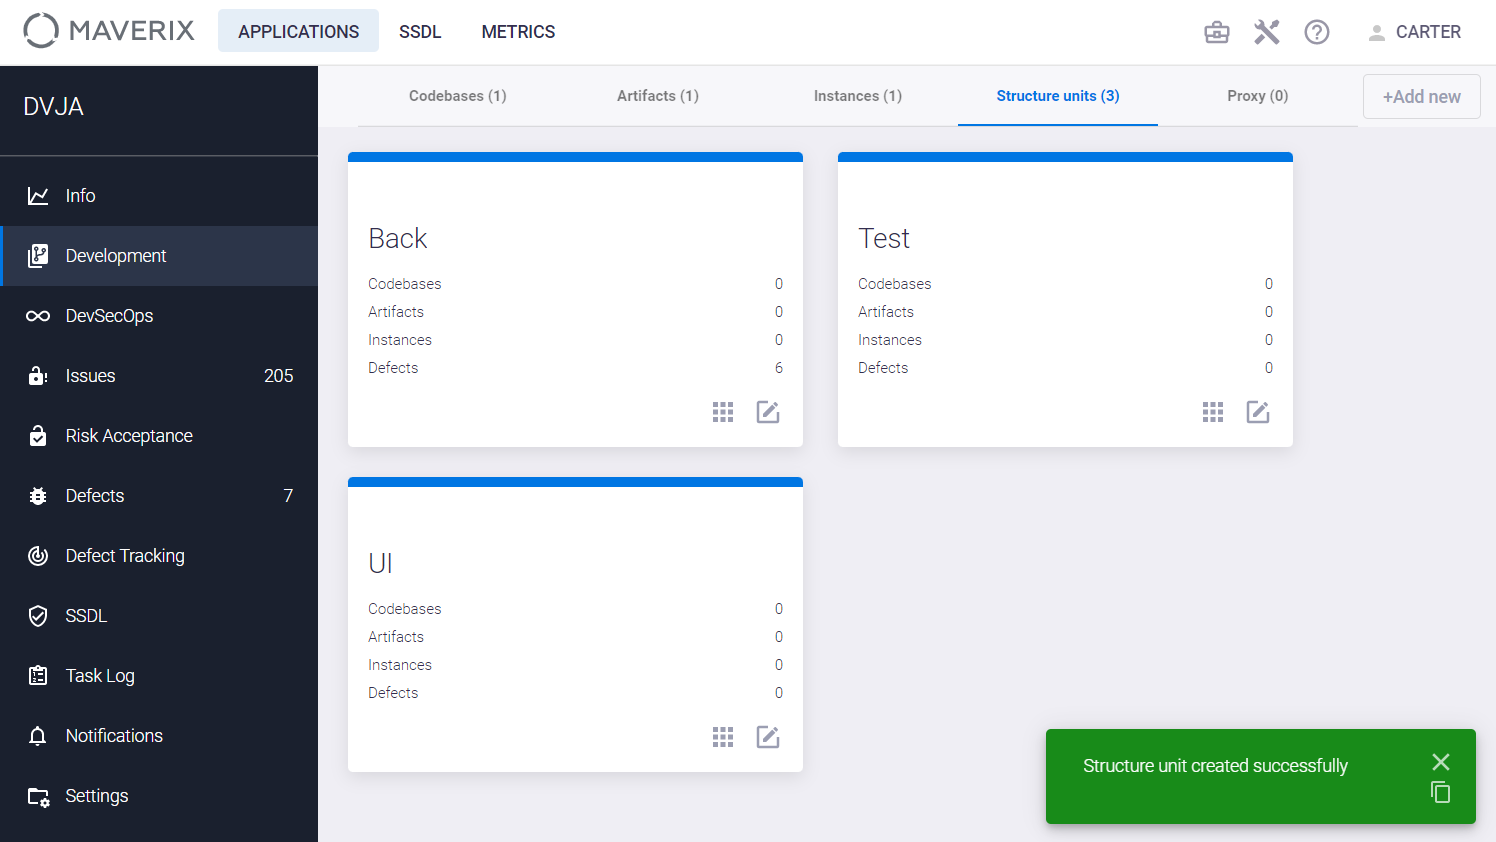 MAVERIX
APPLICATIONS
SSDL
METRICS
CARTER
DVJA
Info
Development
DevSecOps
Issues 205
Risk Acceptance
Defects 7
Defect Tracking
SSDL
Task Log
Notifications
Settings
Codebases (1)
Artifacts (1)
Instances (1)
Structure units (3)
Proxy (0)
+Add new
Back
Codebases 0
Artifacts 0
Instances 0
Defects 6
Test
Codebases 0
Artifacts 0
Instances 0
Defects 0
UI
Codebases 0
Artifacts 0
Instances 0
Defects 0
Structure unit created successfully